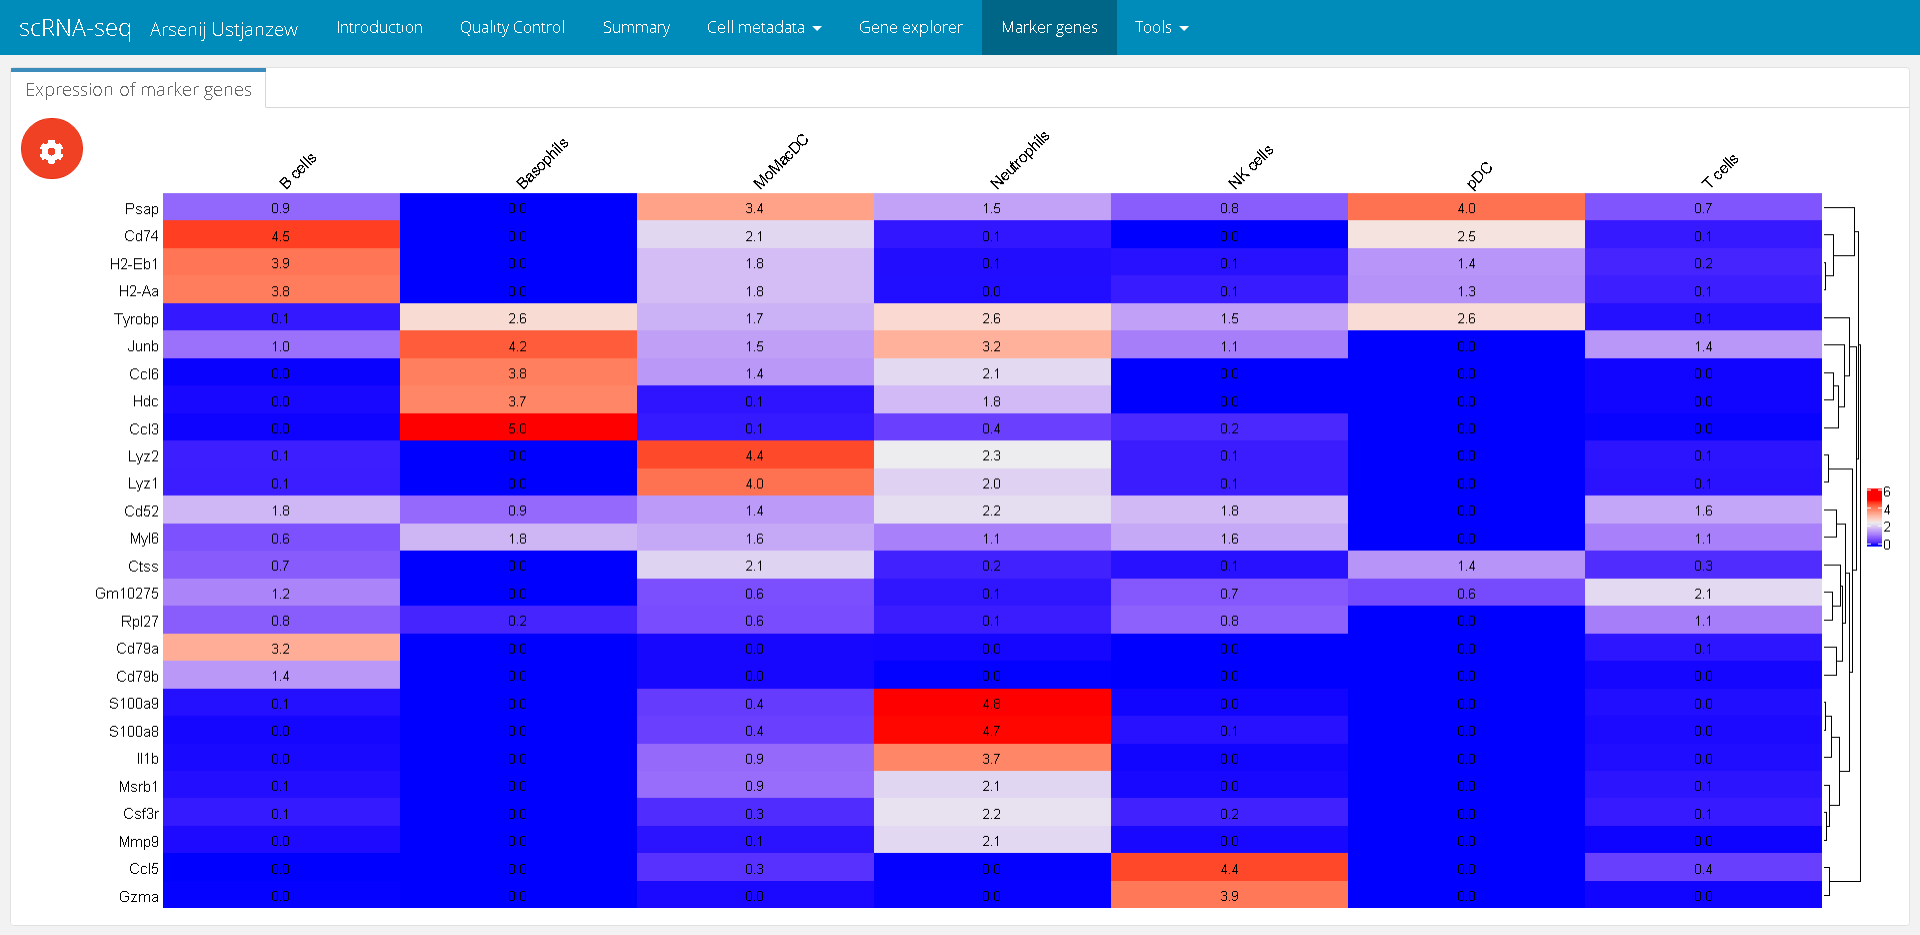 scRNA-seq Arsenij Ustjanzew Introduction Quality Control Summary Cell metadata Gene explorer Marker genes Tools
Expression of marker genes
B cells Basophils MoMacDC Neutrophils NK cells pDC T cells
Psap 0.9 0.0 3.4 1.5 0.8 4.0 0.7
Cd74 4.5 0.0 2.1 0.1 0.0 2.5 0.1
H2-Eb1 3.9 0.0 1.8 0.1 0.1 1.4 0.2
H2-Aa 3.8 0.0 1.8 0.0 0.1 1.3 0.1
Tyrobp 0.1 2.6 1.7 2.6 1.5 2.6 0.1
Junb 1.0 4.2 1.5 3.2 1.1 0.0 1.4
Ccl6 0.0 3.8 1.4 2.1 0.0 0.0 0.0
Hdc 0.0 3.7 0.1 1.8 0.0 0.0 0.0
Ccl3 0.0 5.0 0.1 0.4 0.2 0.0 0.0
Lyz2 0.1 0.0 4.4 2.3 0.1 0.0 0.1
Lyz1 0.1 0.0 4.0 2.0 0.1 0.0 0.1
Cd52 1.8 0.9 1.4 2.2 1.8 0.0 1.6
Myl6 0.6 1.8 1.6 1.1 1.6 0.0 1.1
Ctss 0.7 0.0 2.1 0.2 0.1 1.4 0.3
Gm10275 1.2 0.0 0.6 0.1 0.7 0.6 2.1
Rpl27 0.8 0.2 0.6 0.1 0.8 0.0 1.1
Cd79a 3.2 0.0 0.0 0.0 0.0 0.0 0.1
Cd79b 1.4 0.0 0.0 0.0 0.0 0.0 0.0
S100a9 0.1 0.0 0.4 4.8 0.0 0.0 0.0
S100a8 0.0 0.0 0.4 4.7 0.1 0.0 0.0
Il1b 0.0 0.0 0.9 3.7 0.0 0.0 0.0
Msrb1 0.1 0.0 0.9 2.1 0.0 0.0 0.1
Csf3r 0.1 0.0 0.3 2.2 0.2 0.0 0.1
Mmp9 0.0 0.0 0.1 2.1 0.0 0.0 0.0
Ccl5 0.0 0.0 0.3 0.0 4.4 0.0 0.4
Gzma 0.0 0.0 0.0 0.0 3.9 0.0 0.0
6
4
2
0